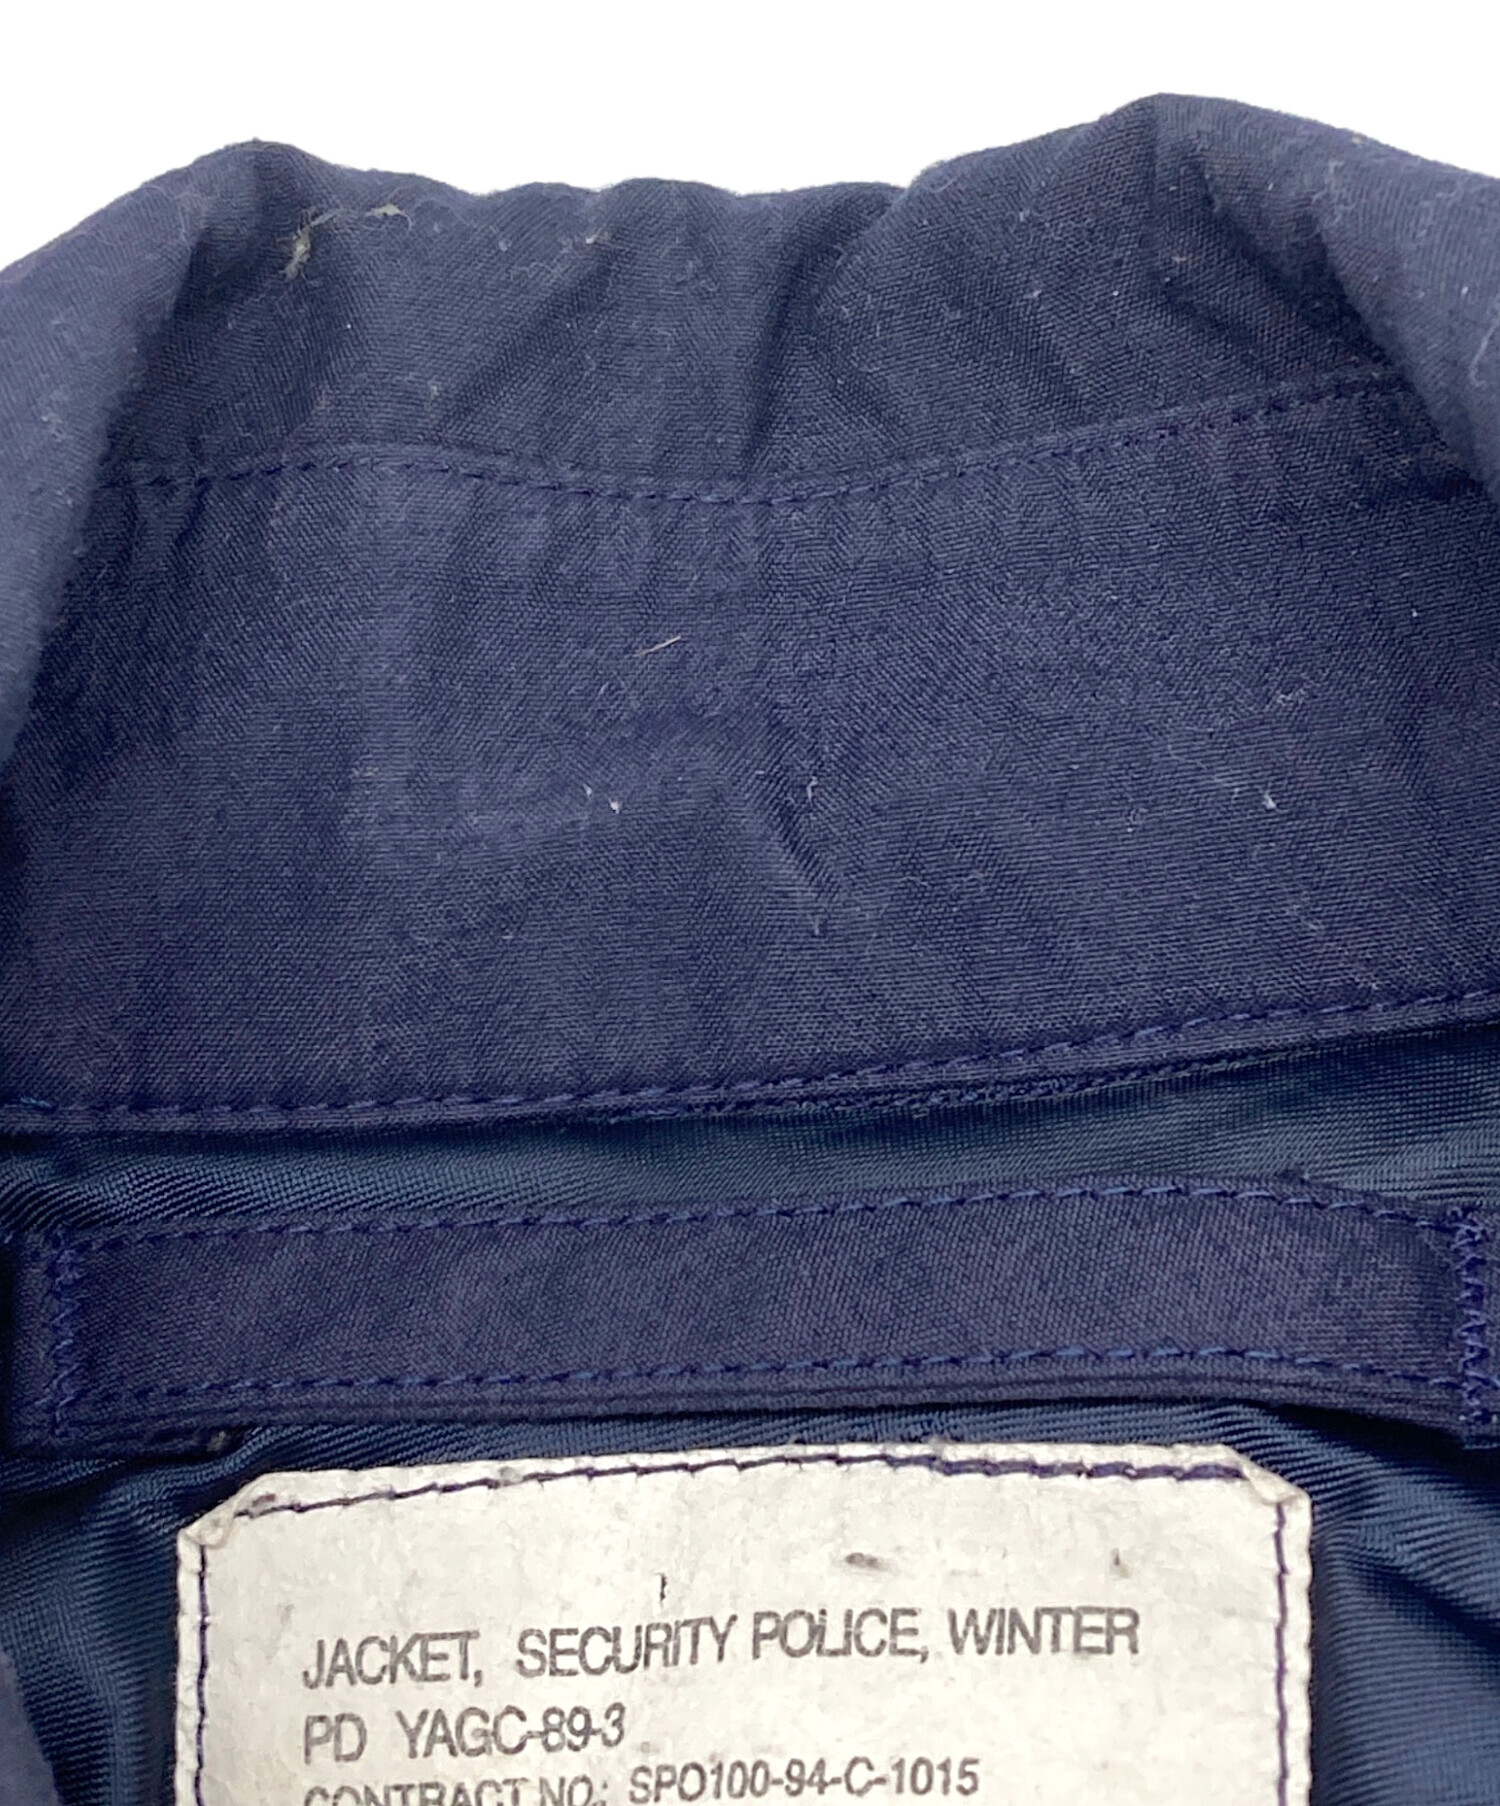 JACKET, SECURITY POLICE, WINTER
PD YAGC-89-3
CONTRACT NO.: SPO100-94-C-1015